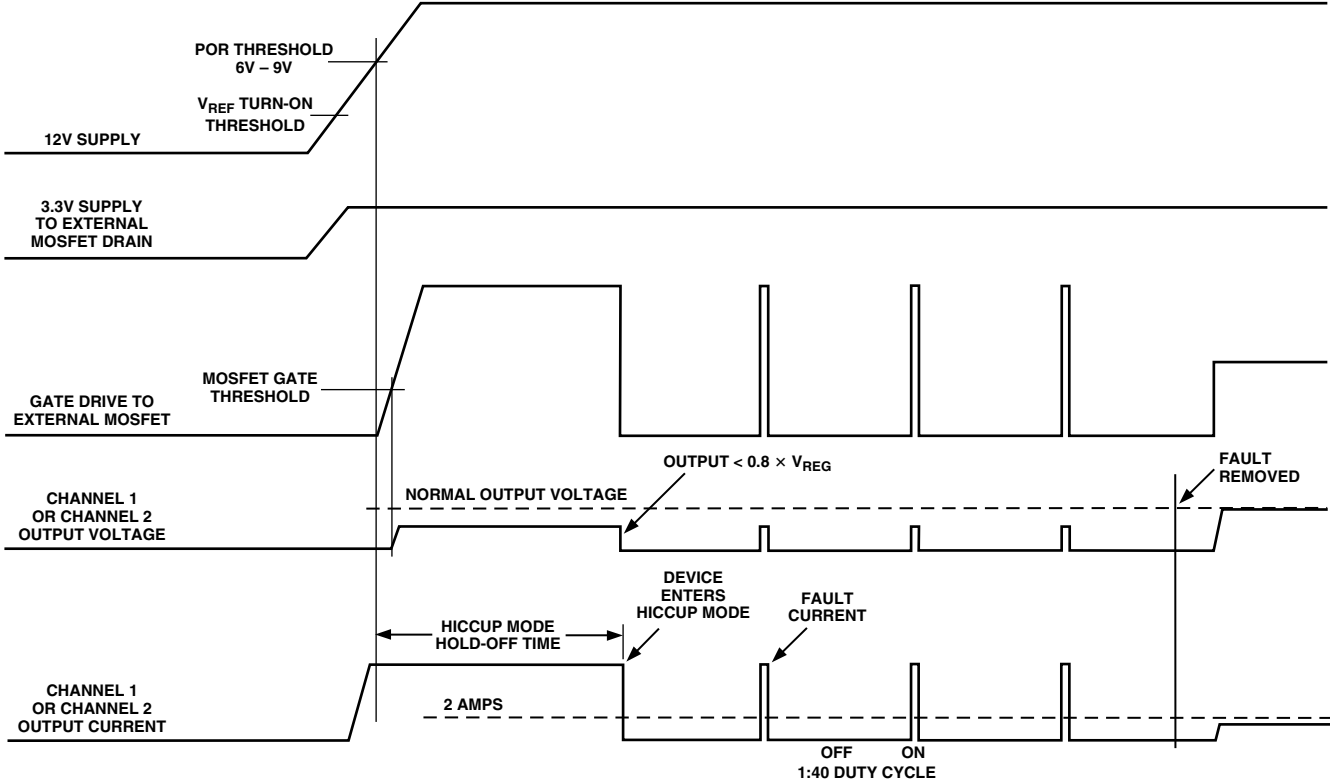 POR THRESHOLD
6V – 9V
V_REF TURN-ON
THRESHOLD
12V SUPPLY
3.3V SUPPLY
TO EXTERNAL
MOSFET DRAIN
MOSFET GATE
THRESHOLD
GATE DRIVE TO
EXTERNAL MOSFET
OUTPUT < 0.8 × V_REG
FAULT
REMOVED
NORMAL OUTPUT VOLTAGE
CHANNEL 1
OR CHANNEL 2
OUTPUT VOLTAGE
DEVICE
ENTERS
HICCUP MODE
FAULT
CURRENT
HICCUP MODE
HOLD-OFF TIME
CHANNEL 1
OR CHANNEL 2
OUTPUT CURRENT
2 AMPS
OFF ON
1:40 DUTY CYCLE